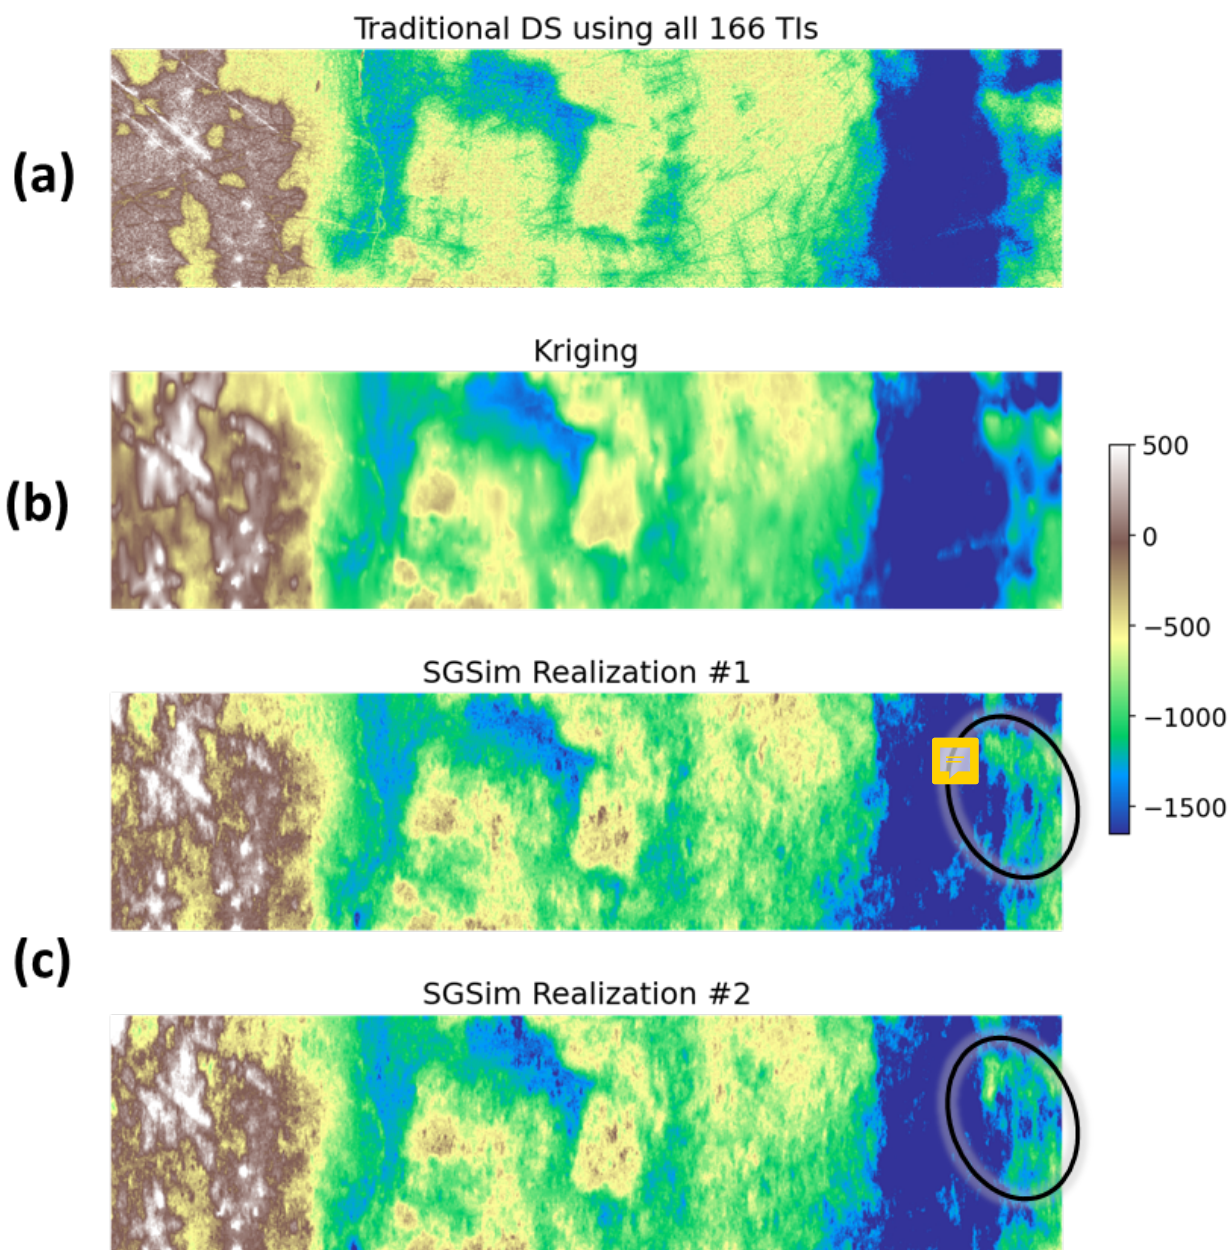 Traditional DS using all 166 TIs
(a)
Kriging
(b)
500
0
−500
−1000
−1500
SGSim Realization #1
(c)
SGSim Realization #2